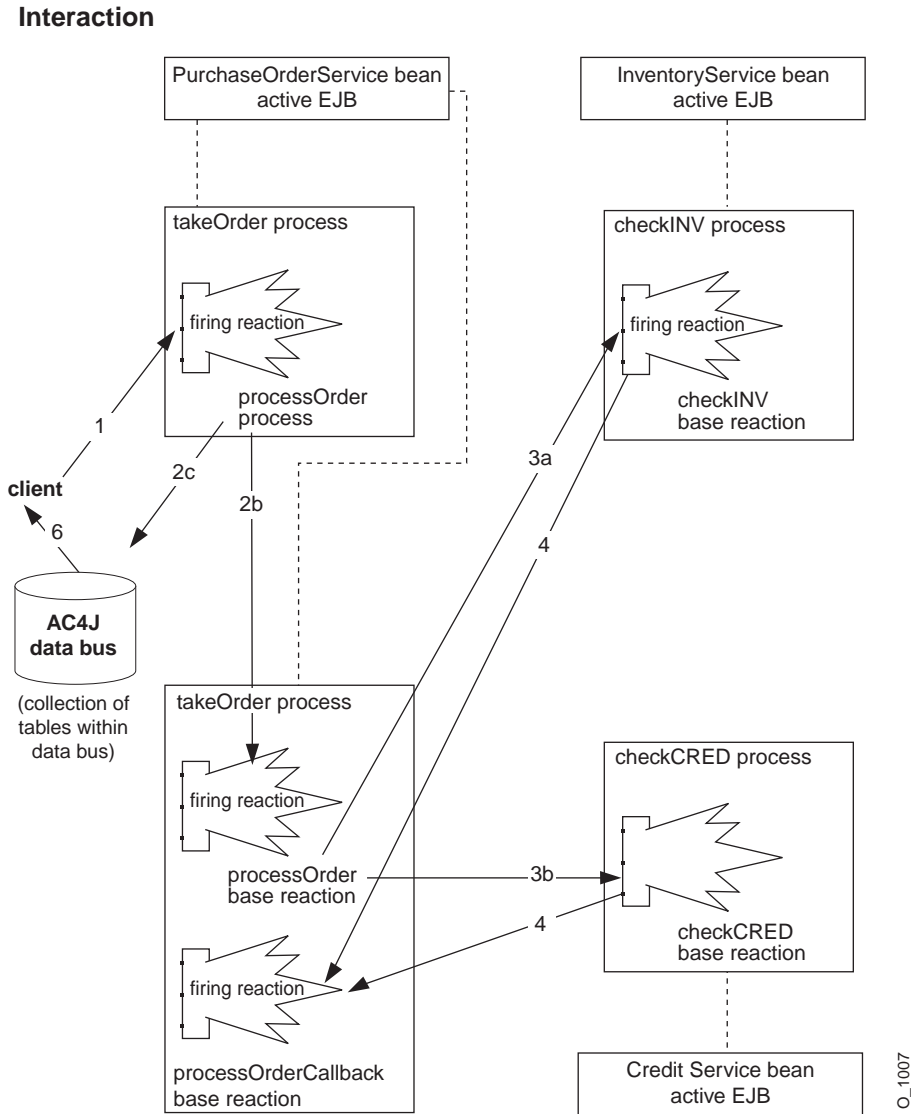 Interaction
PurchaseOrderService bean
active EJB
InventoryService bean
active EJB
takeOrder process
firing reaction
processOrder
process
checkINV process
firing reaction
checkINV
base reaction
1
2c
2b
3a
4
client
6
AC4J
data bus
(collection of
tables within
data bus)
takeOrder process
firing reaction
processOrder
base reaction
3b
4
firing reaction
processOrderCallback
base reaction
checkCRED process
checkCRED
base reaction
Credit Service bean
active EJB
O_1007